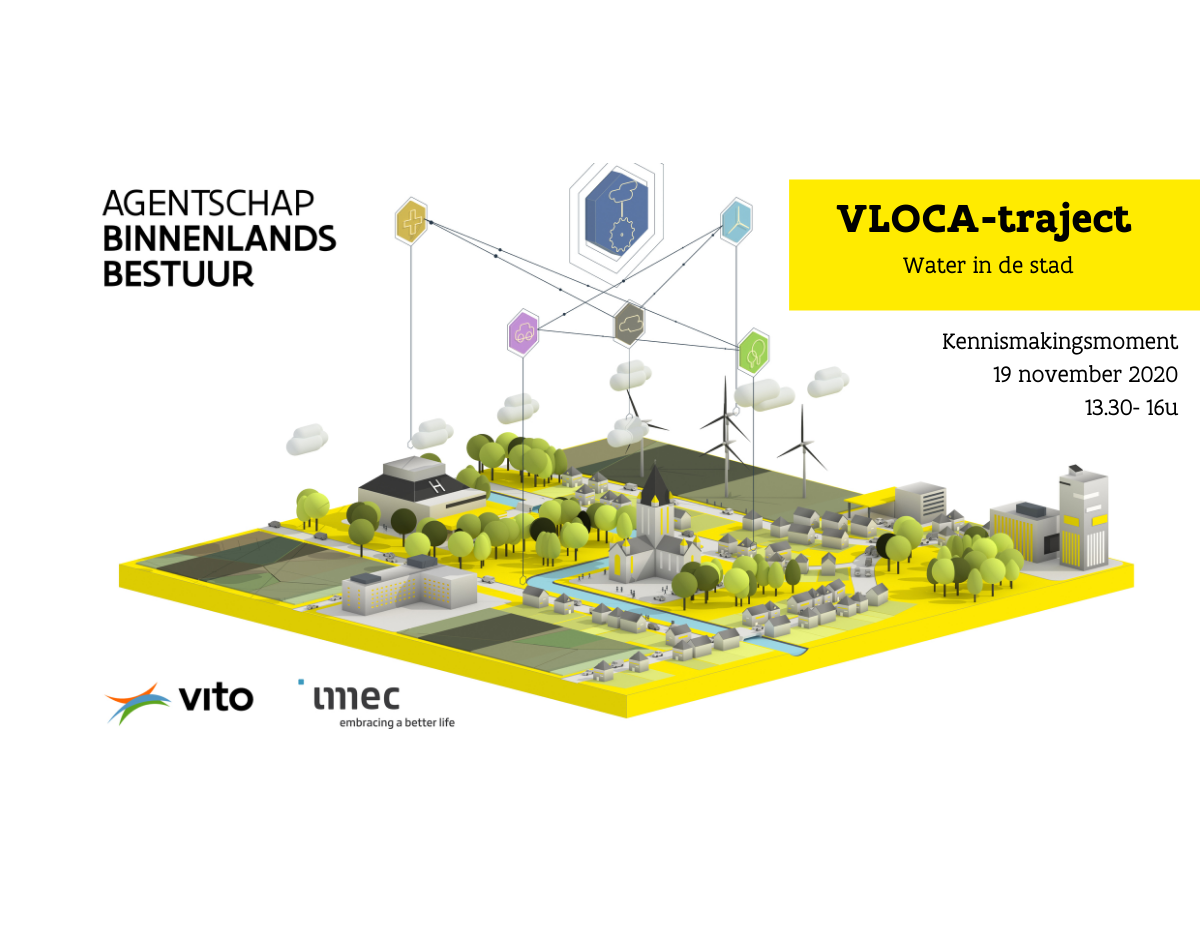 AGENTSCHAP
BINNENLANDS
BESTUUR
VLOCA-traject
Water in de stad
Kennismakingsmoment
19 november 2020
13.30- 16u
H
vito
imec
embracing a better life